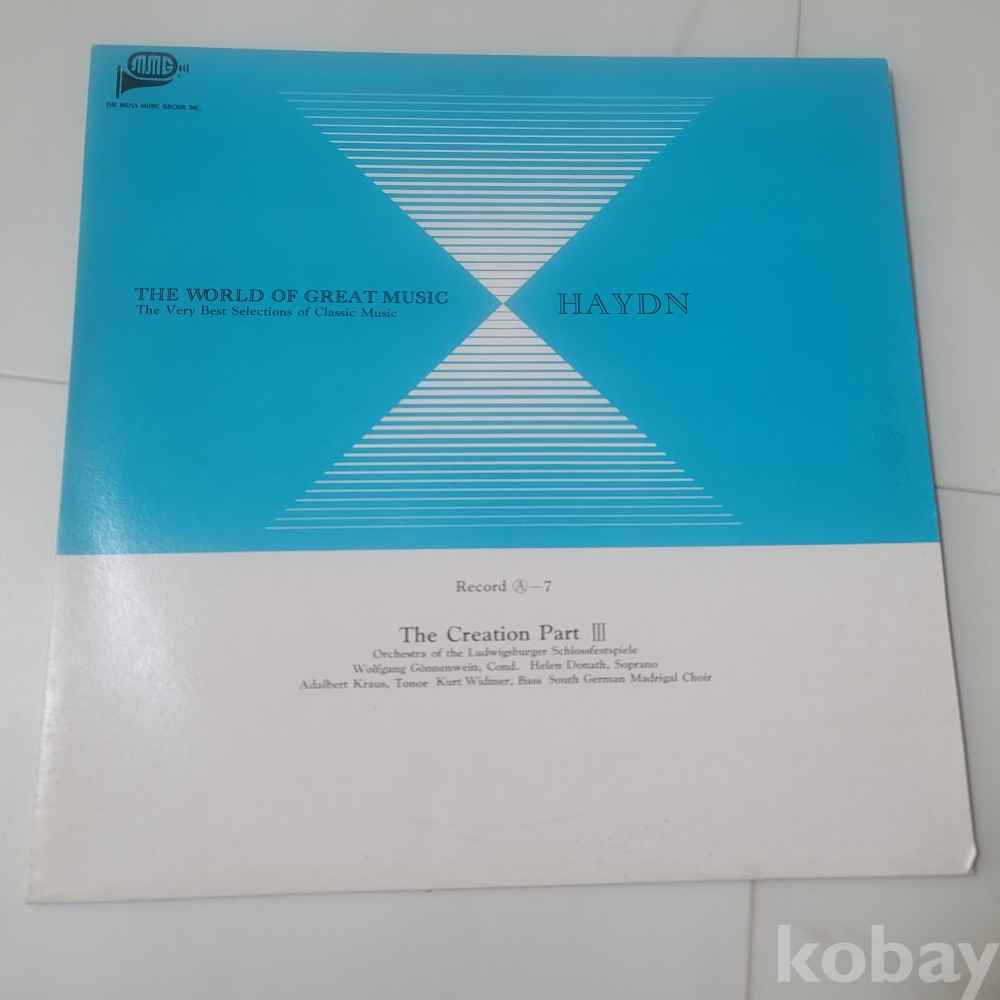 MMG
THE MOSS MUSIC GROUP, INC.
THE WORLD OF GREAT MUSIC
The Very Best Selections of Classic Music
HAYDN
Record Ⓐ-7
The Creation Part Ⅲ
Orchestra of the Ludwigsburger Schlossfestspiele
Wolfgang Gönnenwein, Cond. Helen Donath, Soprano
Adalbert Kraus, Tonor Kurt Widmer, Bass South German Madrigal Choir
kobay